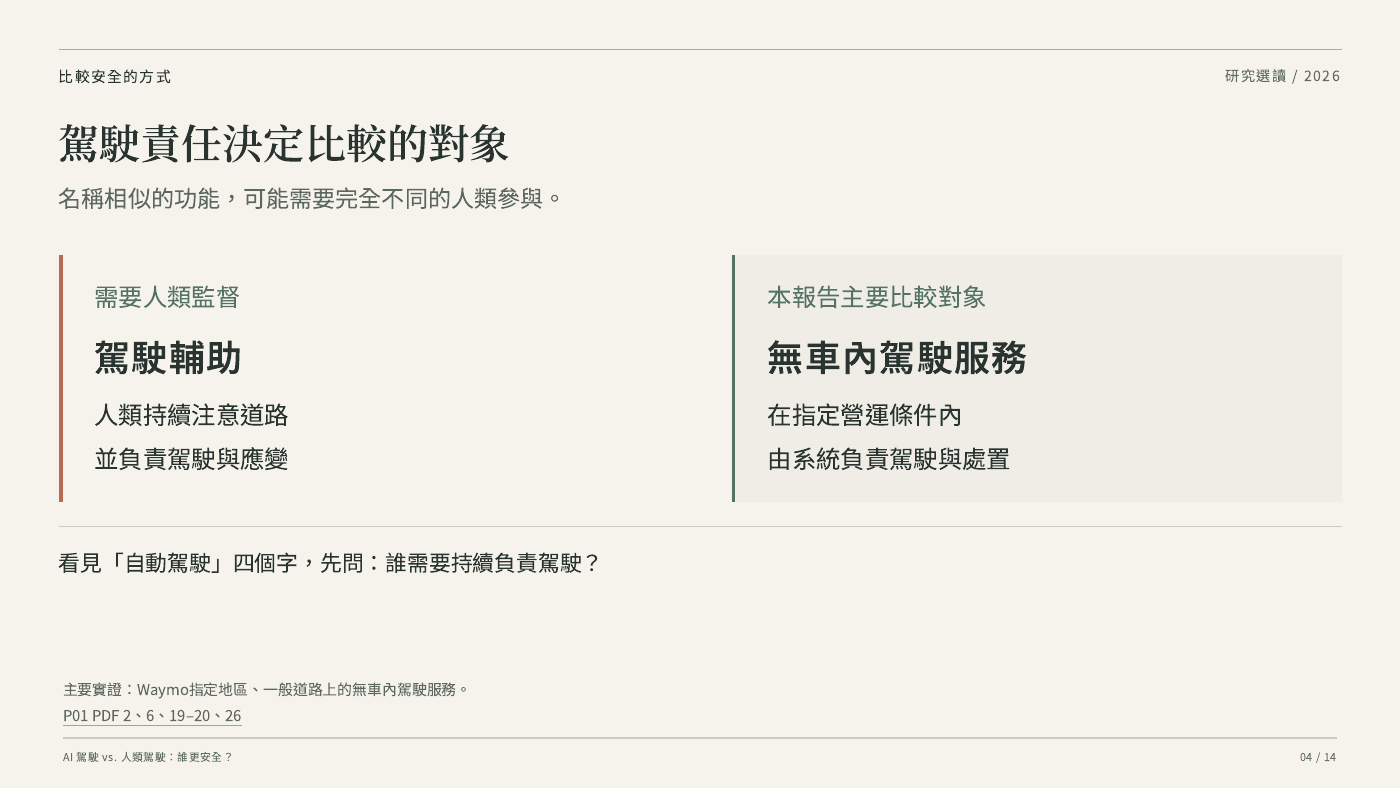 比較安全的方式
研究選讀 / 2026
駕駛責任決定比較的對象
名稱相似的功能，可能需要完全不同的人類參與。
需要人類監督
駕駛輔助
人類持續注意道路
並負責駕駛與應變
本報告主要比較對象
無車內駕駛服務
在指定營運條件內
由系統負責駕駛與處置
看見「自動駕駛」四個字，先問：誰需要持續負責駕駛？
主要實證：Waymo指定地區、一般道路上的無車內駕駛服務。
P01 PDF 2、6、19–20、26
AI 駕駛 vs. 人類駕駛：誰更安全？
04 / 14